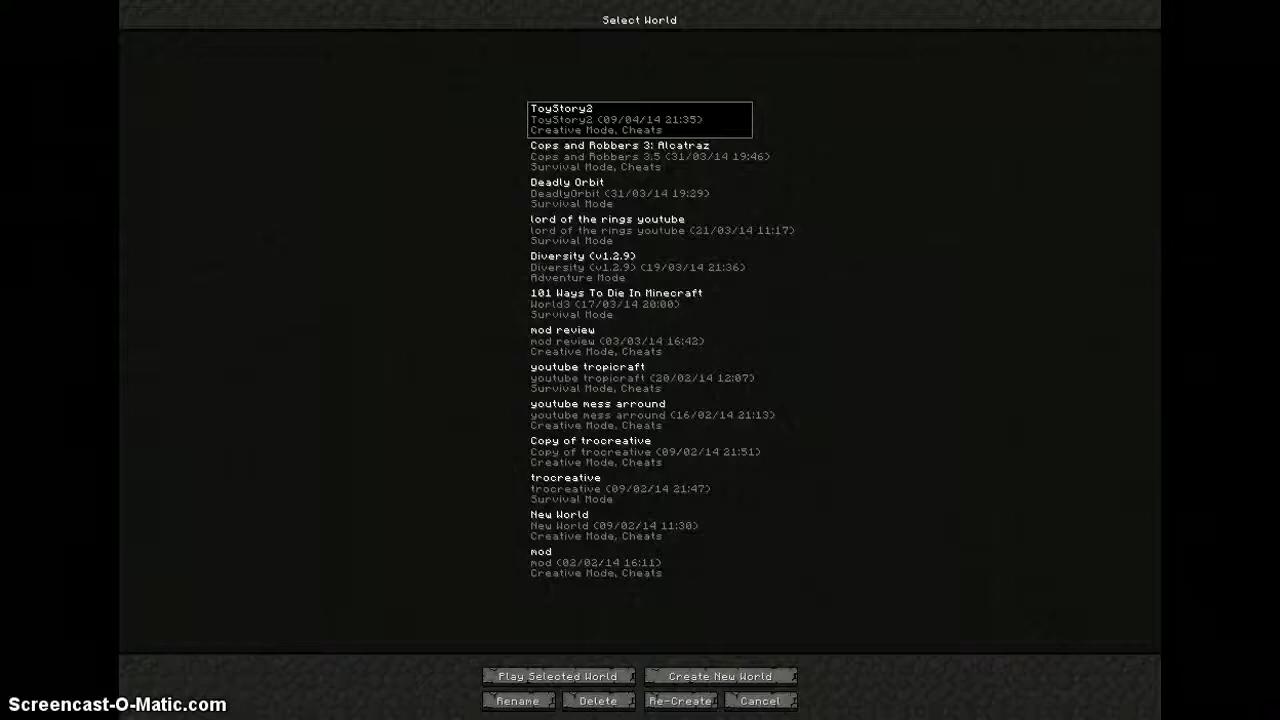 Select World
ToyStory2
ToyStory2 (09/04/14 21:35)
Creative Mode, Cheats
Cops and Robbers 3: Alcatraz
Cops and Robbers 3.5 (31/03/14 19:46)
Survival Mode, Cheats
Deadly Orbit
DeadlyOrbit (31/03/14 19:29)
Survival Mode
lord of the rings youtube
lord of the rings youtube (21/03/14 11:17)
Survival Mode
Diversity (v1.2.9)
Diversity (v1.2.9) (19/03/14 21:36)
Adventure Mode
101 Ways To Die In Minecraft
World3 (17/03/14 20:00)
Survival Mode
mod review
mod review (03/03/14 16:42)
Creative Mode, Cheats
youtube tropicraft
youtube tropicraft (20/02/14 12:07)
Survival Mode, Cheats
youtube mess arround
youtube mess arround (16/02/14 21:13)
Creative Mode, Cheats
Copy of trocreative
Copy of trocreative (09/02/14 21:51)
Creative Mode, Cheats
trocreative
trocreative (09/02/14 21:47)
Survival Mode
New World
New World (09/02/14 11:30)
Creative Mode, Cheats
mod
mod (02/02/14 16:11)
Creative Mode, Cheats
Play Selected World Create New World
Rename Delete Re-Create Cancel
Screencast-O-Matic.com